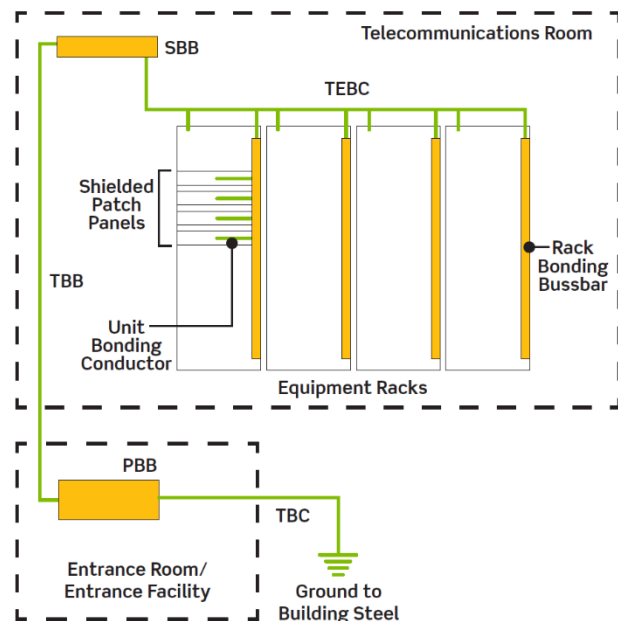 Telecommunications Room
SBB
TEBC
Shielded
Patch
Panels
TBB
Unit
Bonding
Conductor
Rack
Bonding
Bussbar
Equipment Racks
PBB
TBC
Entrance Room/
Entrance Facility
Ground to
Building Steel